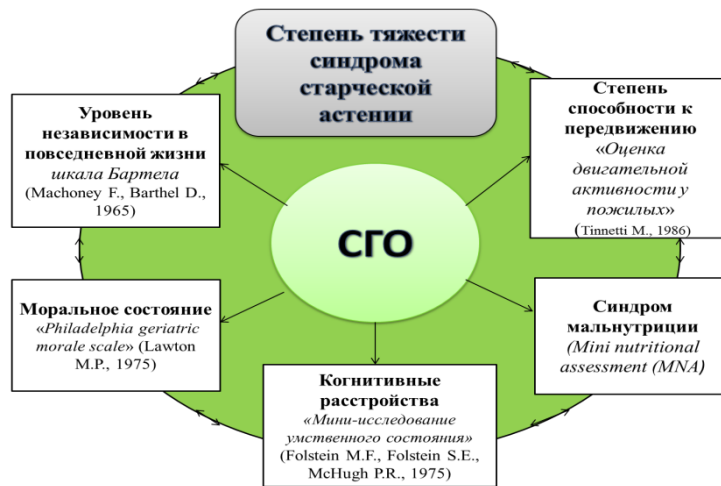 Степень тяжести
синдрома
старческой
астении
Уровень
независимости в
повседневной жизни
шкала Бартела
(Machoney F., Barthel D.,
1965)
Степень
способности к
передвижению
«Оценка
двигательной
активности у
пожилых»
(Tinnetti M., 1986)
СГО
Моральное состояние
«Philadelphia geriatric
morale scale» (Lawton
M.P., 1975)
Синдром
мальнутриции
(Mini nutritional
assessment (MNA)
Когнитивные
расстройства
«Мини-исследование
умственного состояния»
(Folstein M.F., Folstein S.E.,
McHugh P.R., 1975)